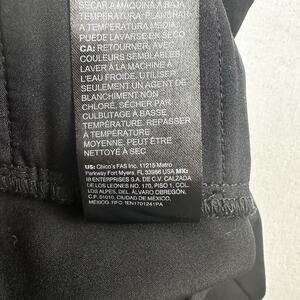 SECAR A MAQUINA A BAJA
TEMPERATURA. PLANCHAR
A TEMPERATURA MEDIA.
PUEDE LAVARSE EN SECO
CA: RETOURNER, AVEC
COULEURS SEMBLABLES.
LAVER À LA MACHINE À
L'EAU FROIDE. UTILISER
SEULEMENT UN AGENT DE
BLANCHIMENT NON
CHLORÉ, SÉCHER PAR
CULBUTAGE À BASSE
TEMPÉRATURE. REPASSER
À TEMPÉRATURE
MOYENNE. PEUT ÊTRE
NETTOYÉ À SEC
US: Chico's FAS Inc. 11215 Metro
Parkway Fort Myers, FL 33966 USA MX:
IB ENTERPRISES S.A. DE C.V. CALZADA
DE LOS LEONES NO. 170, PISO 1, COL.
LOS ALPES, DEL. ÁLVARO OBREGÓN,
C.P. 01010, CIUDAD DE MÉXICO,
MÉXICO. RFC: IEN1701241PA